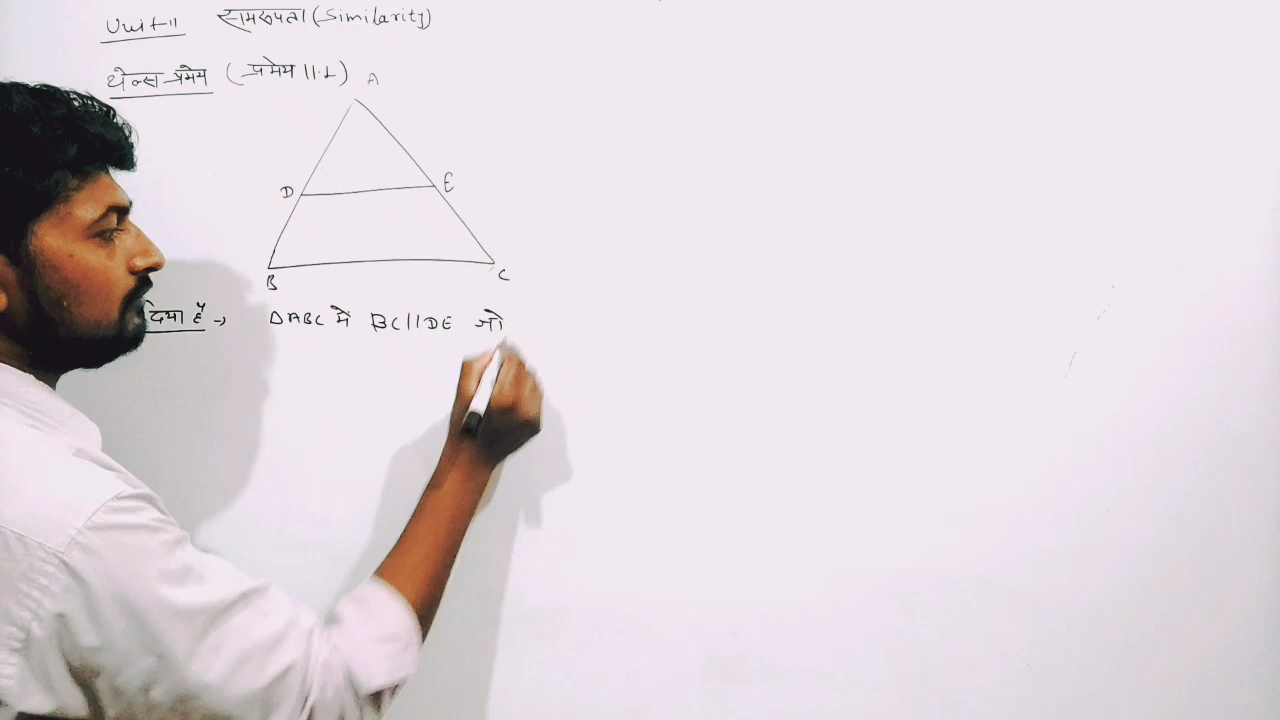 Unit-11 समरूपता (Similarity)
थेल्स प्रमेय (प्रमेय 11.1)
A
D E
B C
दिया है → ΔABC में BC||DE जो